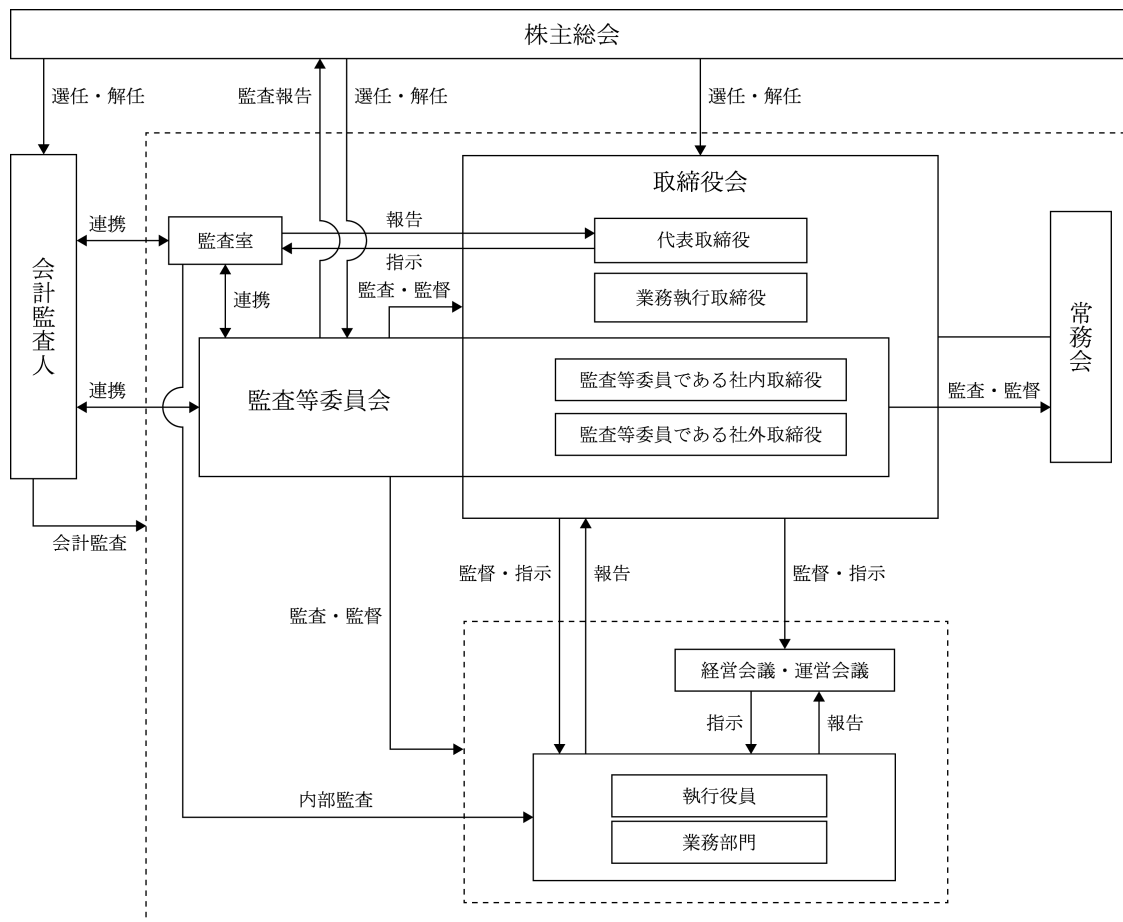 株主総会
選任・解任
監査報告
選任・解任
選任・解任
取締役会
連携
監査室
報告
指示
代表取締役
会計監査人
連携
監査・監督
業務執行取締役
常務会
監査等委員会
監査等委員である社内取締役
監査・監督
連携
監査等委員である社外取締役
会計監査
監督・指示
報告
監督・指示
監査・監督
経営会議・運営会議
指示
報告
内部監査
執行役員
業務部門